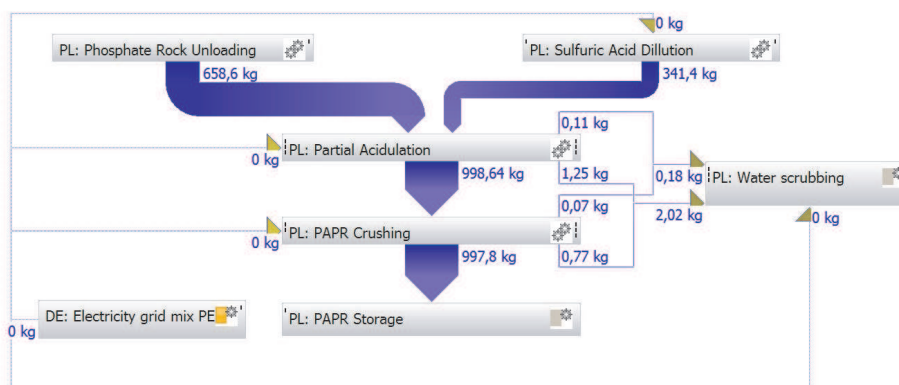 0 kg
PL: Phosphate Rock Unloading
PL: Sulfuric Acid Dillution
658,6 kg
341,4 kg
0,11 kg
PL: Partial Acidulation
0 kg
998,64 kg
1,25 kg
0,18 kg
PL: Water scrubbing
0,07 kg
2,02 kg
0 kg
PL: PAPR Crushing
0 kg
997,8 kg
0,77 kg
DE: Electricity grid mix PE
PL: PAPR Storage
0 kg